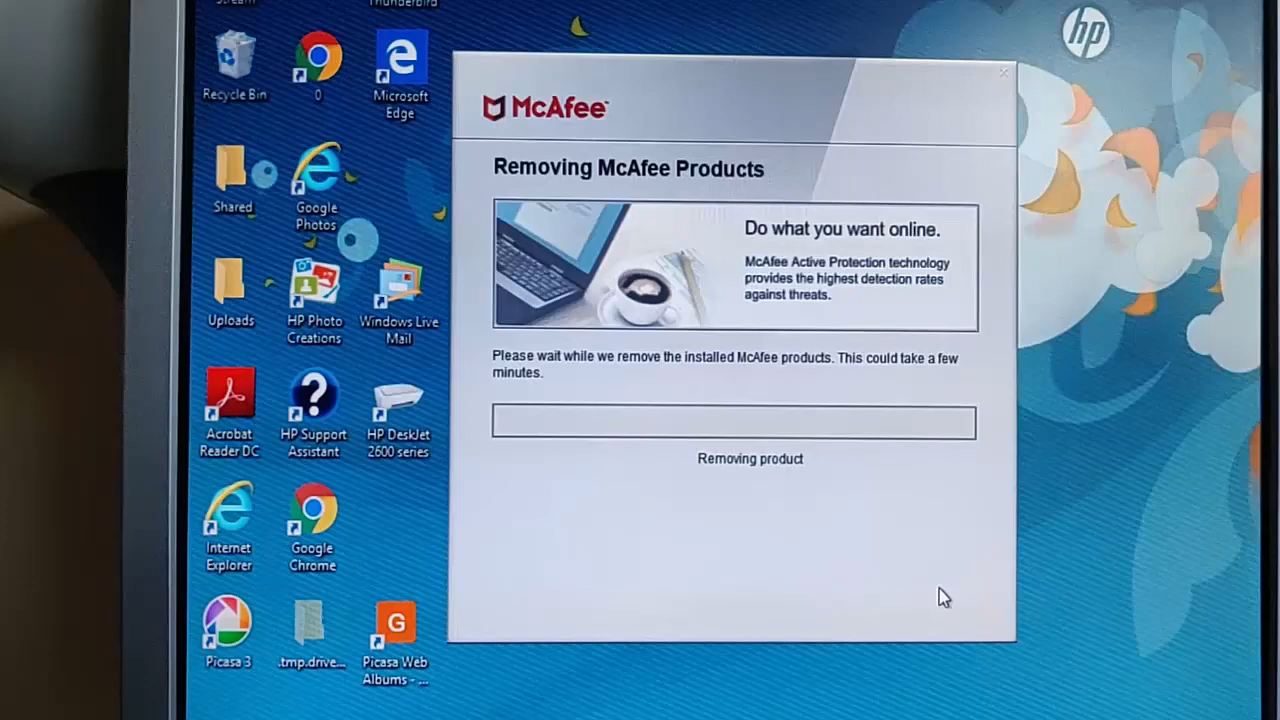 Stream
Thunderbird
Recycle Bin
0
Microsoft
Edge
Shared
Google
Photos
Uploads
HP Photo
Creations
Windows Live
Mail
Acrobat
Reader DC
HP Support
Assistant
HP DeskJet
2600 series
Internet
Explorer
Google
Chrome
Picasa 3
.tmp.drive...
G
Picasa Web
Albums - ...
hp
McAfee™
Removing McAfee Products
Do what you want online.
McAfee Active Protection technology
provides the highest detection rates
against threats.
Please wait while we remove the installed McAfee products. This could take a few
minutes.
Removing product